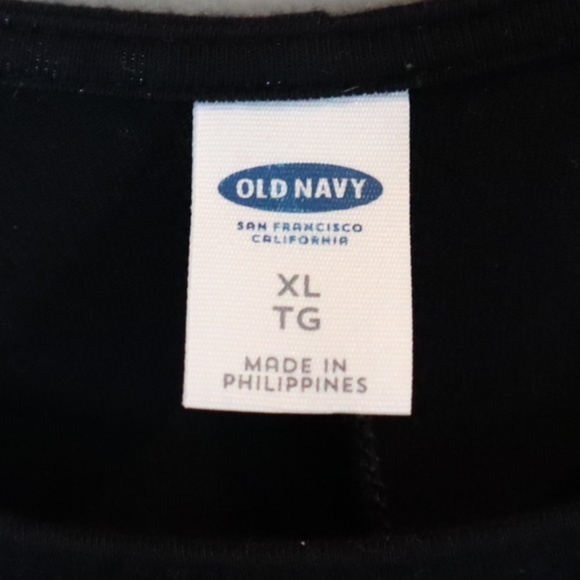 OLD NAVY
SAN FRANCISCO
CALIFORNIA
XL
TG
MADE IN
PHILIPPINES